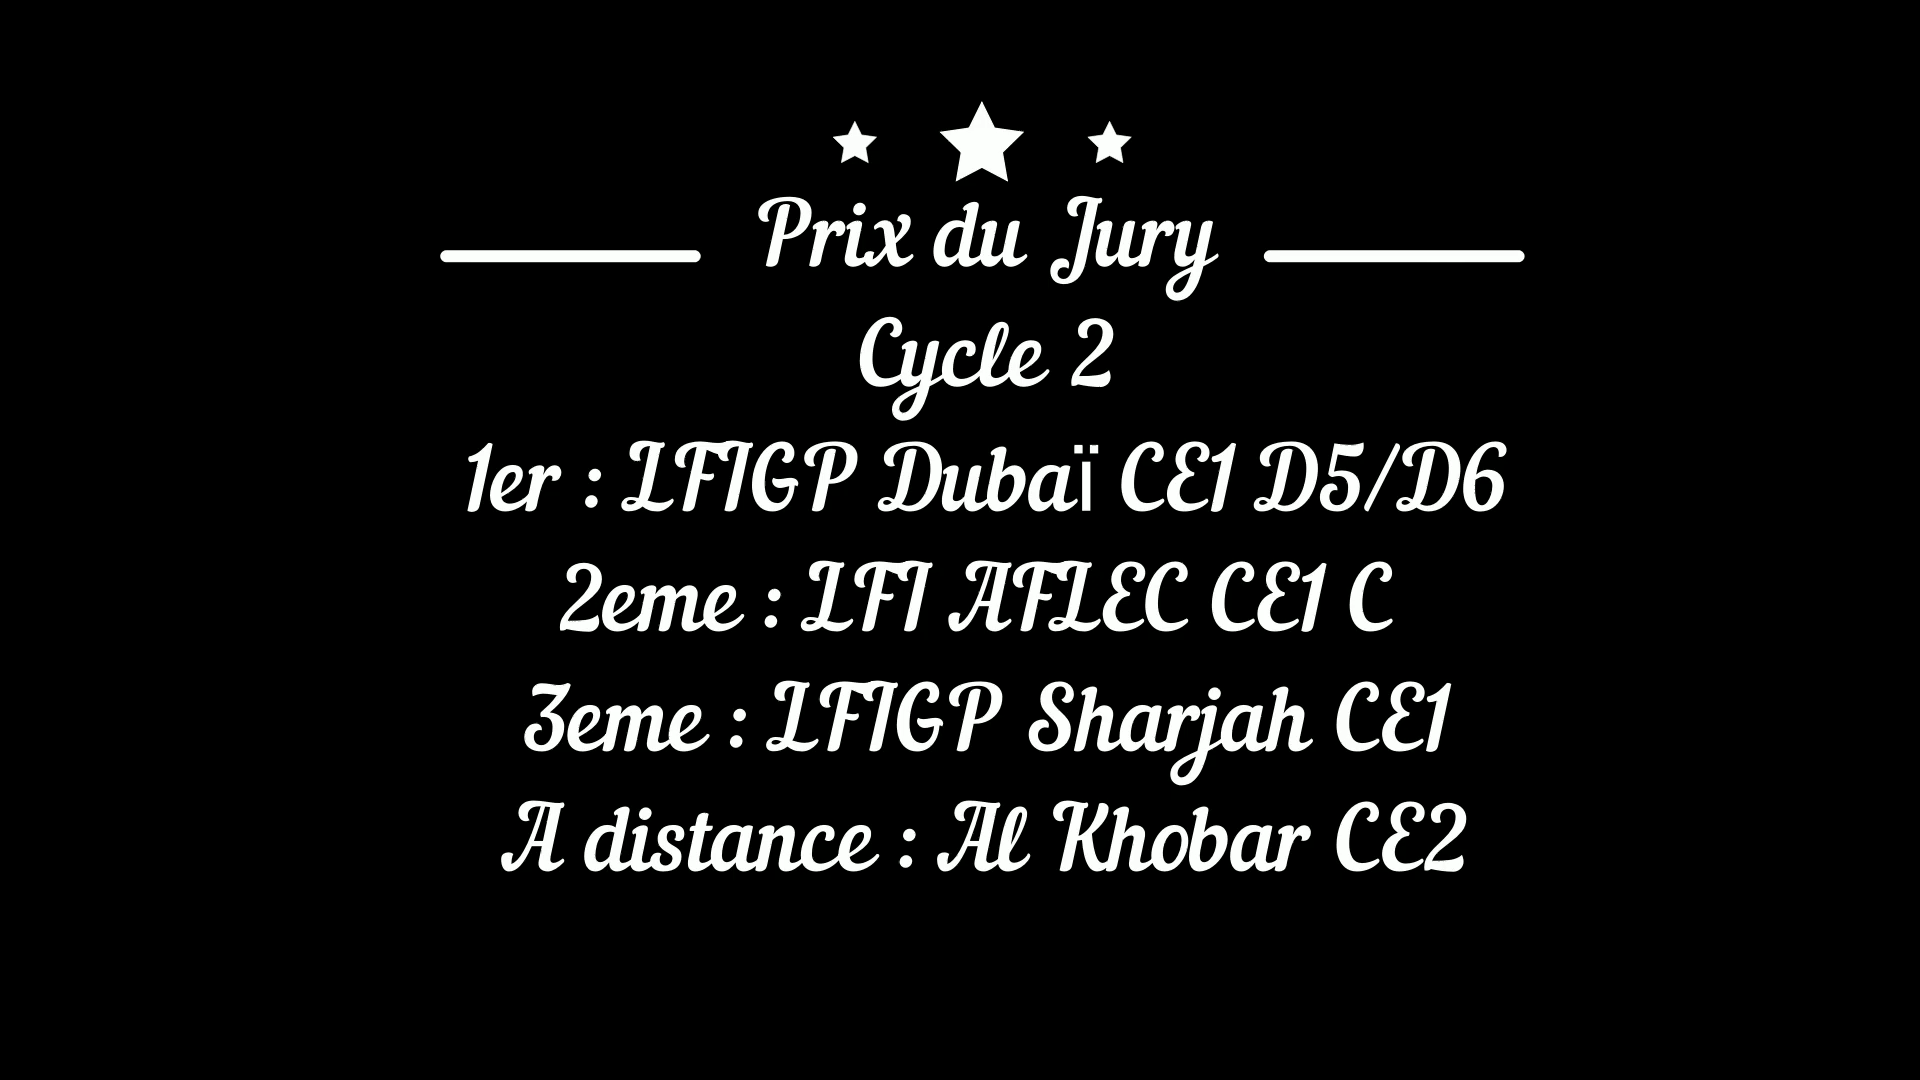 Prix du Jury
Cycle 2
1er : LFIGP Dubaï CE1 D5/D6
2eme : LFI AFLEC CE1 C
3eme : LFIGP Sharjah CE1
A distance : Al Khobar CE2